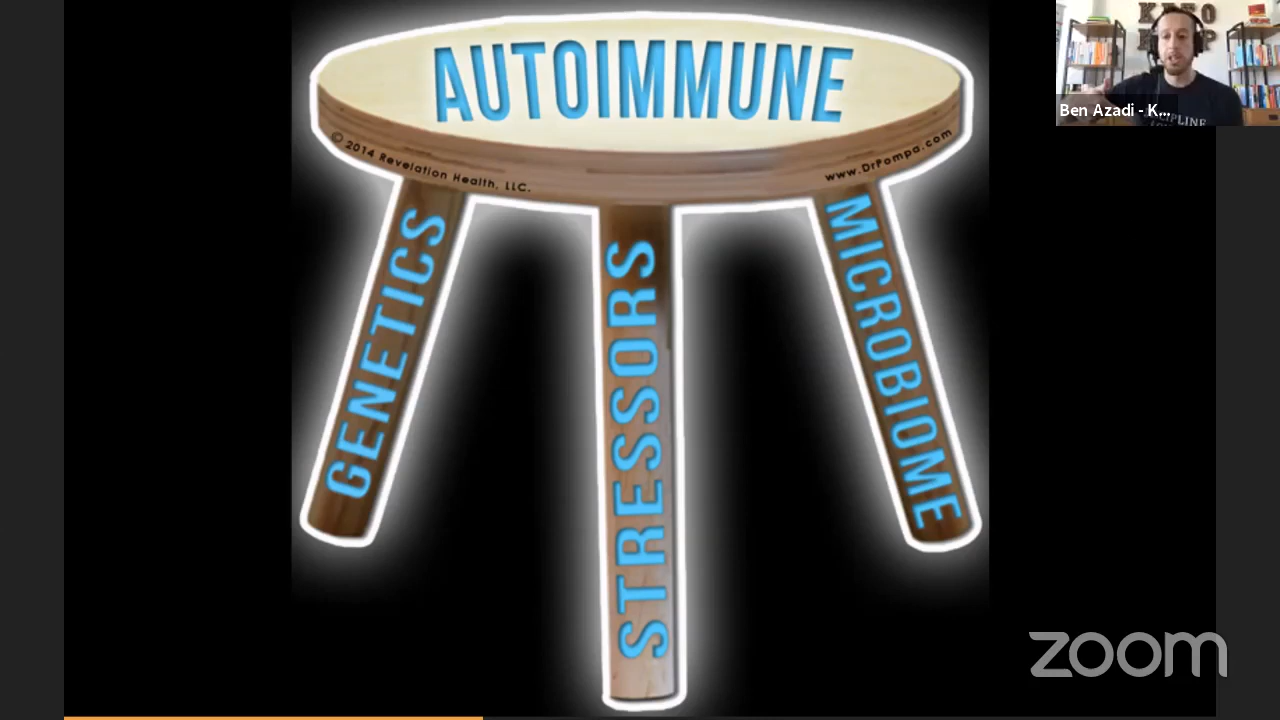 AUTOIMMUNE
© 2014 Revelation Health, LLC.
www.DrPompa.com
GENETICS
STRESSORS
MICROBIOME
Ben Azadi - K...
zoom